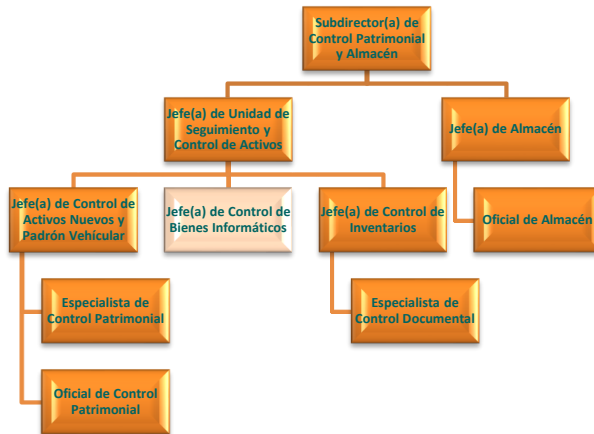 Subdirector(a) de
Control Patrimonial
y Almacén
Jefe(a) de Unidad de
Seguimiento y
Control de Activos
Jefe(a) de Almacén
Jefe(a) de Control de
Activos Nuevos y
Padrón Vehícular
Jefe(a) de Control de
Bienes Informáticos
Jefe(a) de Control de
Inventarios
Oficial de Almacén
Especialista de
Control Patrimonial
Especialista de
Control Documental
Oficial de Control
Patrimonial